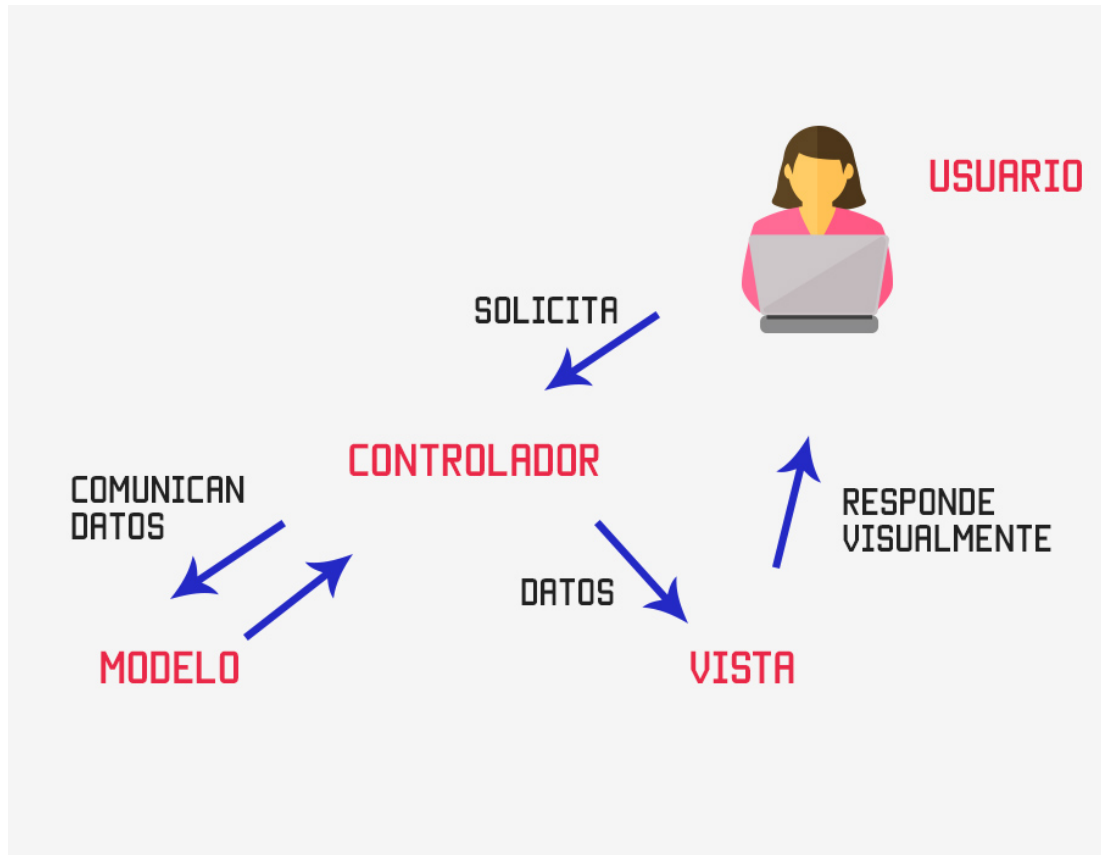 USUARIO
SOLICITA
CONTROLADOR
COMUNICAN
DATOS
RESPONDE
VISUALMENTE
DATOS
MODELO
VISTA